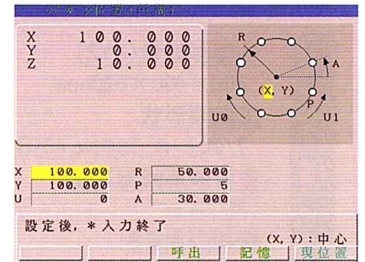 X 100.000
Y 0.000
Z 10.000
R
A
(X, Y)
P
U0
U1
X 100.000 R 50.000
Y 100.000 P 5
U 0 A 30.000
設定後, *入力終了
(X, Y):中心
呼出 記憶 現位置